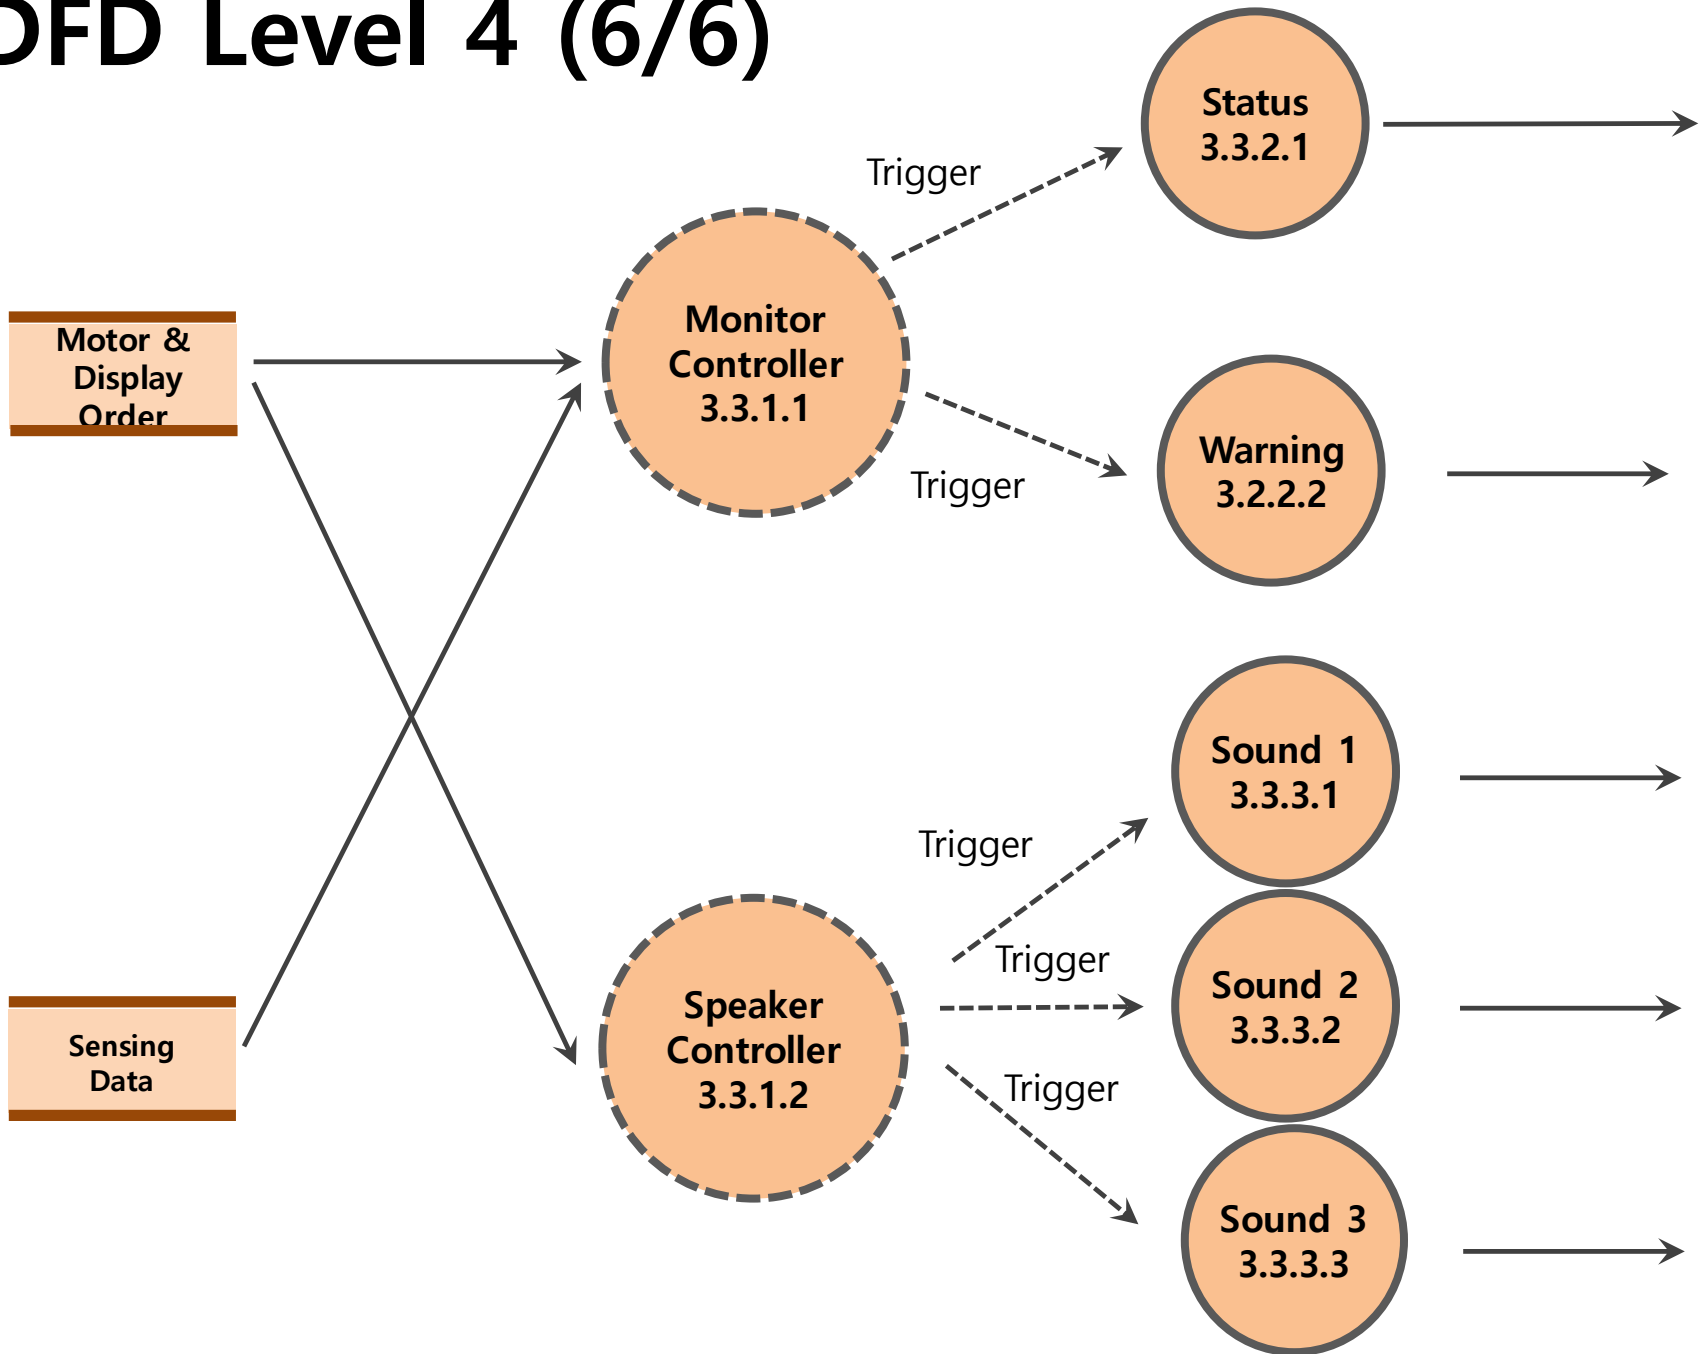 DFD Level 4 (6/6)
Status
3.3.2.1
Trigger
Monitor
Controller
3.3.1.1
Motor &
Display
Order
Trigger
Warning
3.2.2.2
Sound 1
3.3.3.1
Trigger
Trigger
Speaker
Controller
3.3.1.2
Sound 2
3.3.3.2
Sensing
Data
Trigger
Sound 3
3.3.3.3